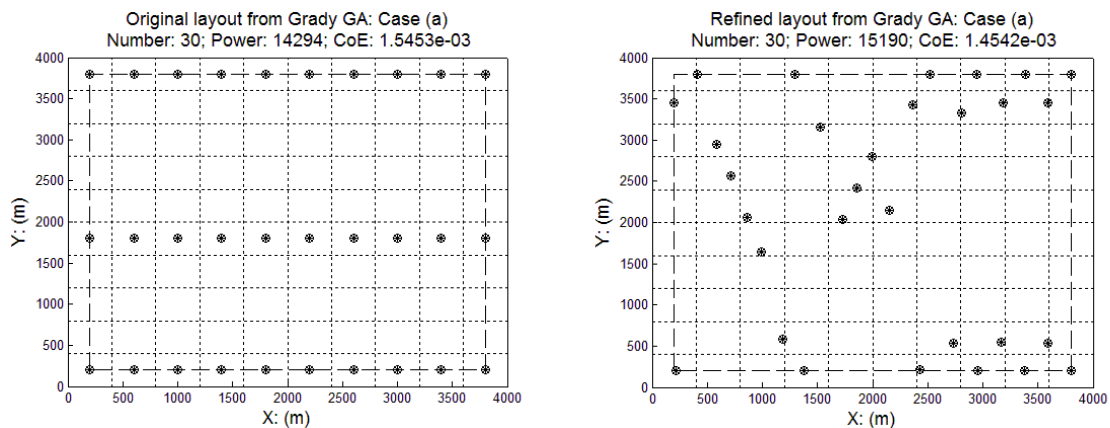 Original layout from Grady GA: Case (a)
Number: 30; Power: 14294; CoE: 1.5453e-03
4000
3500
3000
2500
2000
1500
1000
500
0
Y: (m)
0 500 1000 1500 2000 2500 3000 3500 4000
X: (m)
Refined layout from Grady GA: Case (a)
Number: 30; Power: 15190; CoE: 1.4542e-03
4000
3500
3000
2500
2000
1500
1000
500
0
Y: (m)
0 500 1000 1500 2000 2500 3000 3500 4000
X: (m)